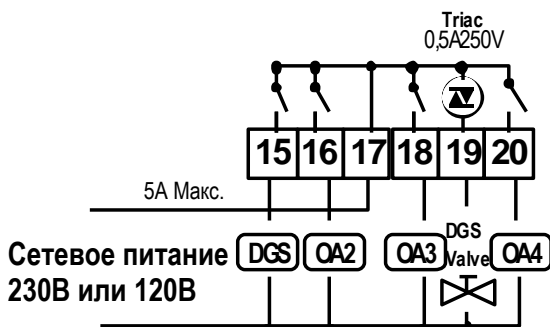 Triac
0,5A250V
15 16 17 18 19 20
5А Макс.
Сетевое питание
230В или 120В
DGS OA2 OA3 DGS Valve OA4